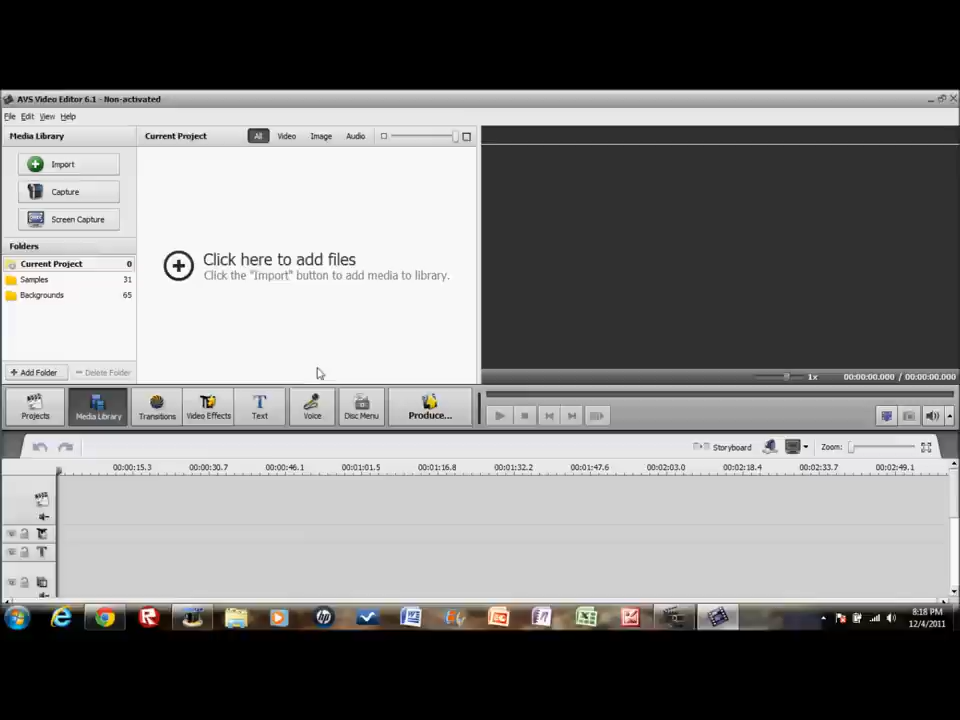 AVS Video Editor 6.1 - Non-activated
File Edit View Help
Media Library
Current Project
All Video Image Audio
Import
Capture
Screen Capture
Folders
Current Project 0
Samples 31
Backgrounds 65
Click here to add files
Click the "Import" button to add media to library.
Add Folder
Delete Folder
1x
00:00:00.000 / 00:00:00.000
Projects
Media Library
Transitions
Video Effects
Text
Voice
Disc Menu
Produce...
Storyboard
Zoom:
00:00:15.3 00:00:30.7 00:00:46.1 00:01:01.5 00:01:16.8 00:01:32.2 00:01:47.6 00:02:03.0 00:02:18.4 00:02:33.7 00:02:49.1
T
8:18 PM
12/4/2011